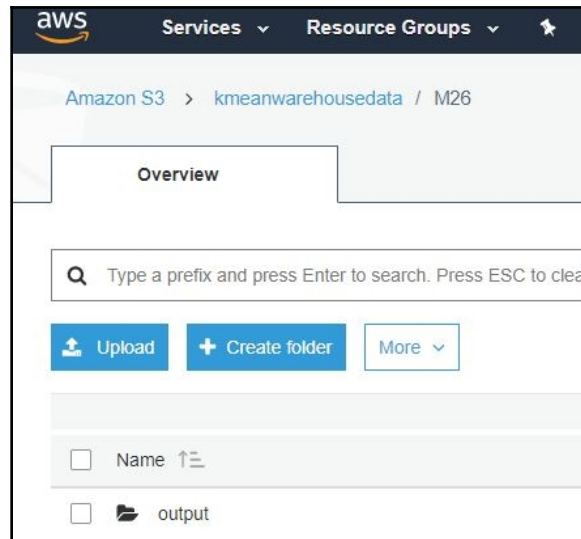 aws Services Resource Groups
Amazon S3 > kmeanwarehousedata / M26
Overview
Type a prefix and press Enter to search. Press ESC to clea
Upload + Create folder More
Name
output